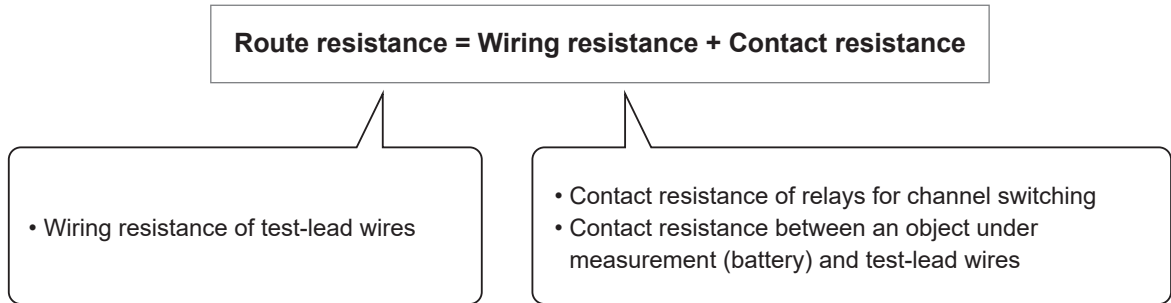 Route resistance = Wiring resistance + Contact resistance
• Wiring resistance of test-lead wires
• Contact resistance of relays for channel switching
• Contact resistance between an object under
measurement (battery) and test-lead wires